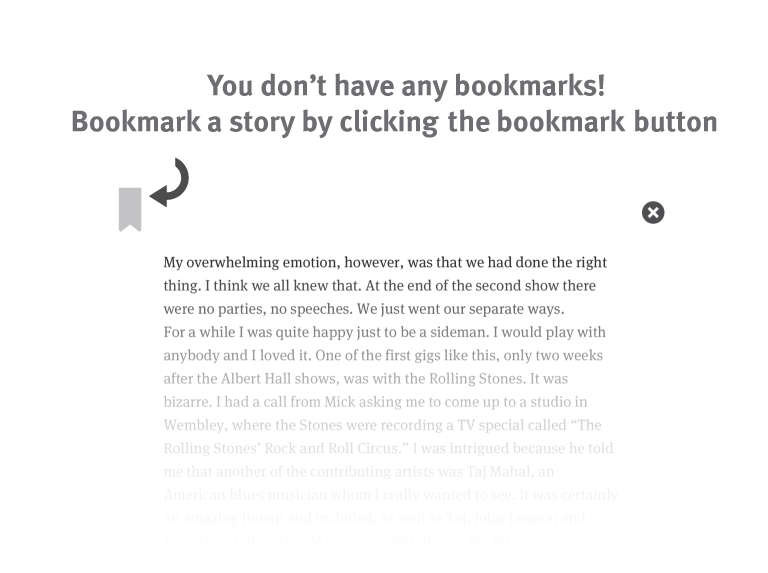 You don’t have any bookmarks!
Bookmark a story by clicking the bookmark button
My overwhelming emotion, however, was that we had done the right
thing. I think we all knew that. At the end of the second show there
were no parties, no speeches. We just went our separate ways.
For a while I was quite happy just to be a sideman. I would play with
anybody and I loved it. One of the first gigs like this, only two weeks
after the Albert Hall shows, was with the Rolling Stones. It was
bizarre. I had a call from Mick asking me to come up to a studio in
Wembley, where the Stones were recording a TV special called “The
Rolling Stones’ Rock and Roll Circus.” I was intrigued because he told
me that another of the contributing artists was Taj Mahal, an
American blues musician whom I really wanted to see. It was certainly
an amazing lineup and included, as well as Taj, John Lennon and